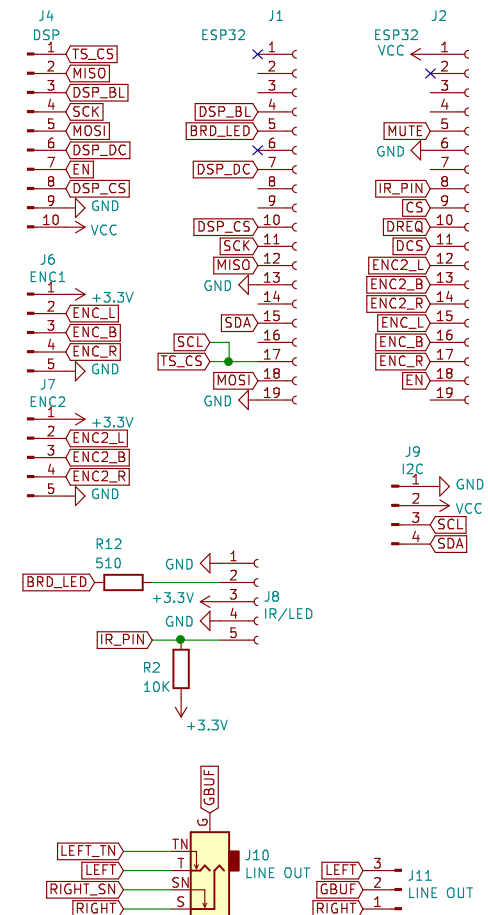 J4
DSP
1 TS_CS
2 MISO
3 DSP_BL
4 SCK
5 MOSI
6 DSP_DC
7 EN
8 DSP_CS
9 GND
10 VCC
J6
ENC1
1 +3.3V
2 ENC_L
3 ENC_B
4 ENC_R
5 GND
J7
ENC2
1 +3.3V
2 ENC2_L
3 ENC2_B
4 ENC2_R
5 GND
J1
ESP32
1
2
3
DSP_BL 4
BRD_LED 5
6
DSP_DC 7
8
9
DSP_CS 10
SCK 11
MISO 12
GND 13
14
SDA 15
SCL 16
TS_CS 17
MOSI 18
GND 19
J2
ESP32
VCC 1
2
3
4
MUTE 5
GND 6
7
IR_PIN 8
CS 9
DREQ 10
DCS 11
ENC2_L 12
ENC2_B 13
ENC2_R 14
ENC_L 15
ENC_B 16
ENC_R 17
EN 18
19
J9
I2C
1 GND
2 VCC
3 SCL
4 SDA
R12
510
BRD_LED
GND 1
2
+3.3V 3
GND 4
IR_PIN 5
J8
IR/LED
R2
10K
+3.3V
GBUF
G
LEFT_TN TN
LEFT T
RIGHT_SN SN
RIGHT S
J10
LINE OUT
LEFT 3
GBUF 2
RIGHT 1
J11
LINE OUT